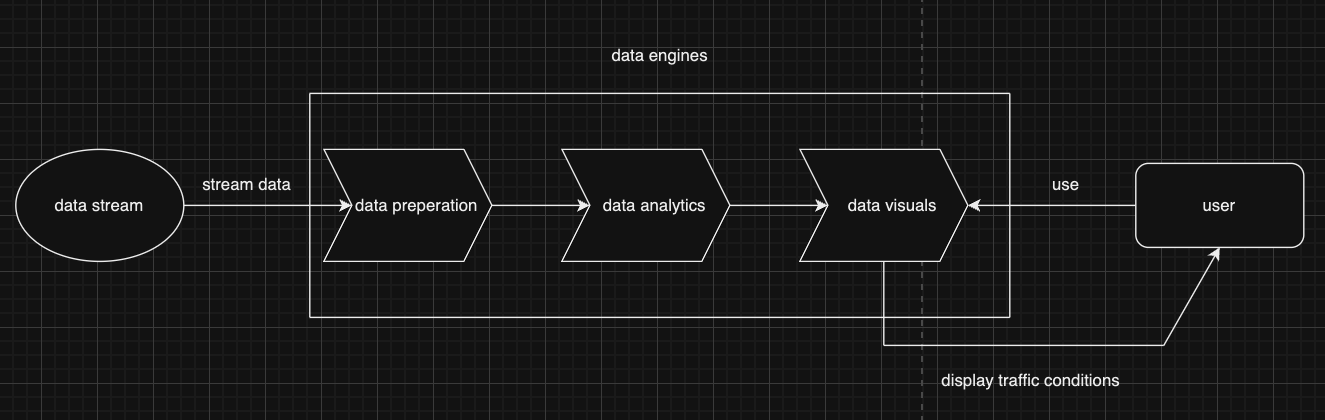 data engines
data stream
stream data
data preperation
data analytics
data visuals
use
user
display traffic conditions